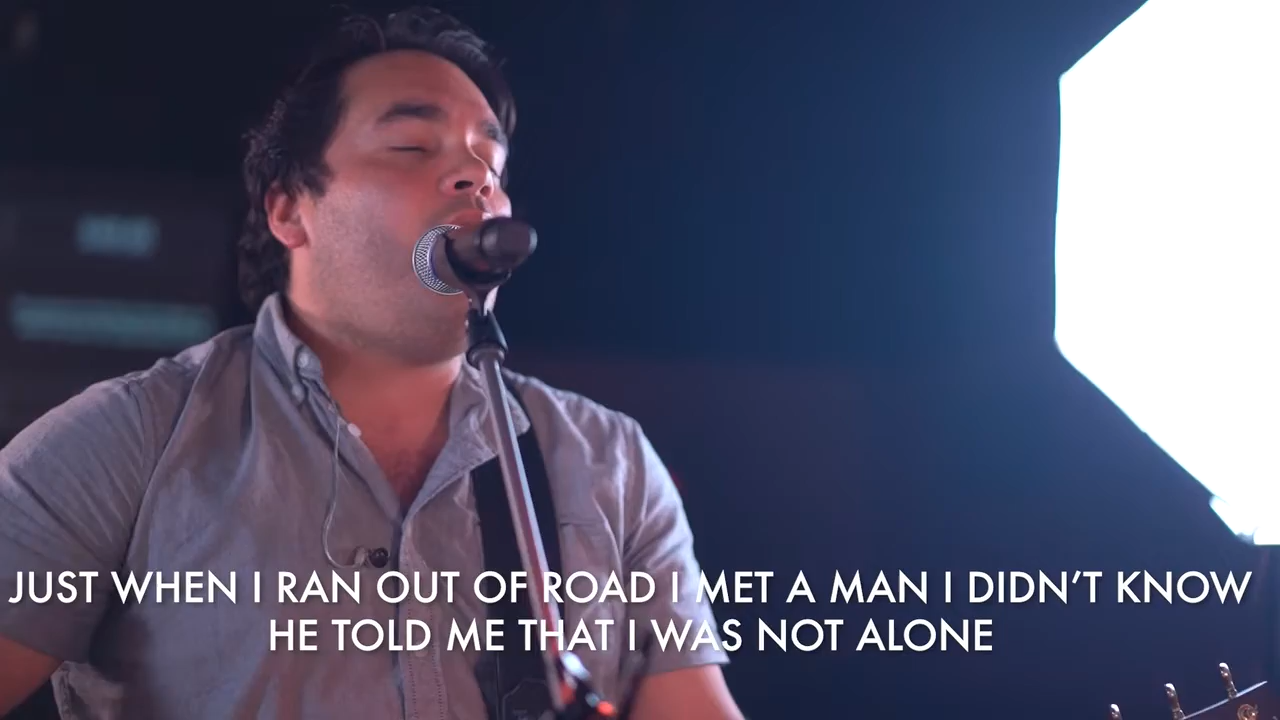 JUST WHEN I RAN OUT OF ROAD I MET A MAN I DIDN'T KNOW
HE TOLD ME THAT I WAS NOT ALONE